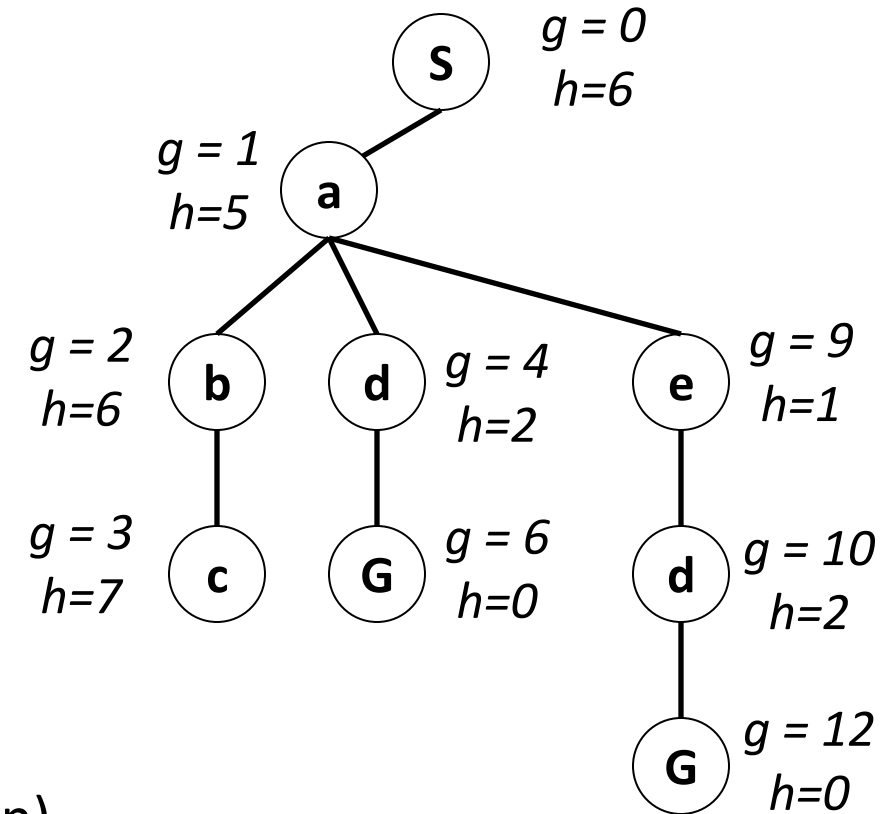 S
g = 0
h=6
g = 1
h=5
a
g = 2
h=6
b
d
g = 4
h=2
e
g = 9
h=1
g = 3
h=7
c
G
g = 6
h=0
d
g = 10
h=2
G
g = 12
h=0
n)